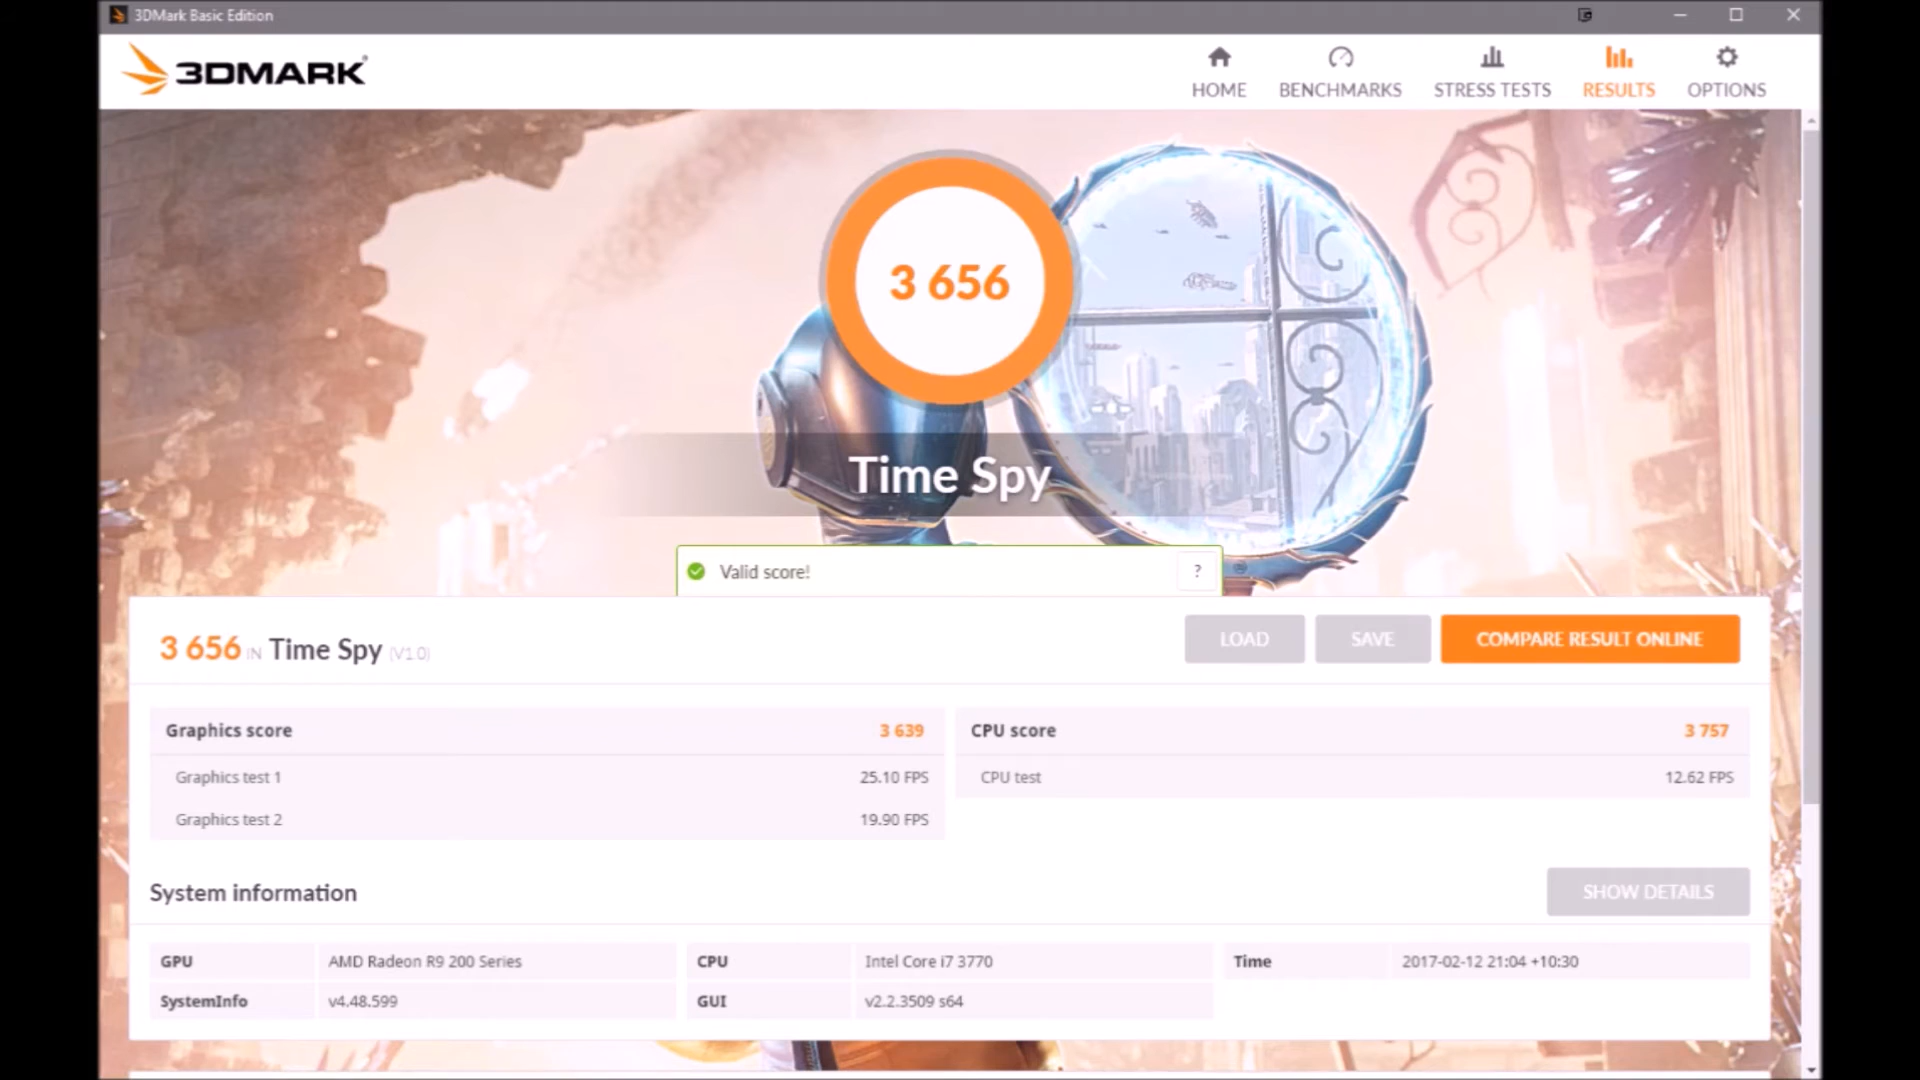 3DMark Basic Edition
3DMARK
HOME
BENCHMARKS
STRESS TESTS
RESULTS
OPTIONS
3 656
Time Spy
Valid score!
?
3 656 IN Time Spy (V1.0)
LOAD
SAVE
COMPARE RESULT ONLINE
Graphics score 3 639
Graphics test 1 25.10 FPS
Graphics test 2 19.90 FPS
CPU score 3 757
CPU test 12.62 FPS
System information
SHOW DETAILS
GPU AMD Radeon R9 200 Series CPU Intel Core i7 3770 Time 2017-02-12 21:04 +10:30
SystemInfo v4.48.599 GUI v2.2.3509 s64